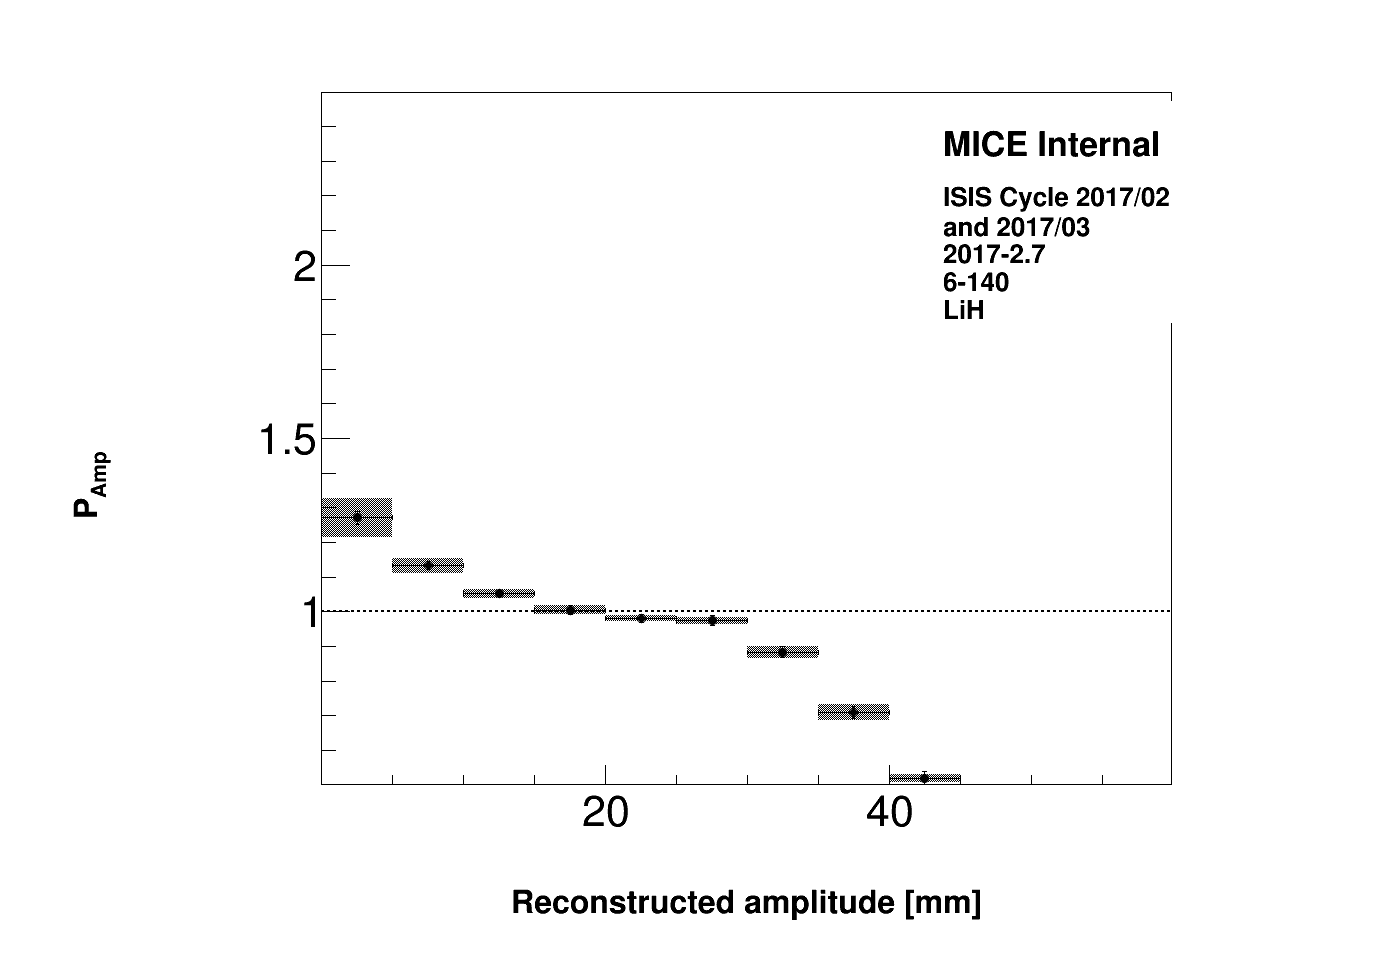 MICE Internal
ISIS Cycle 2017/02
and 2017/03
2017-2.7
6-140
LiH
2
1.5
1
P_Amp
20 40
Reconstructed amplitude [mm]